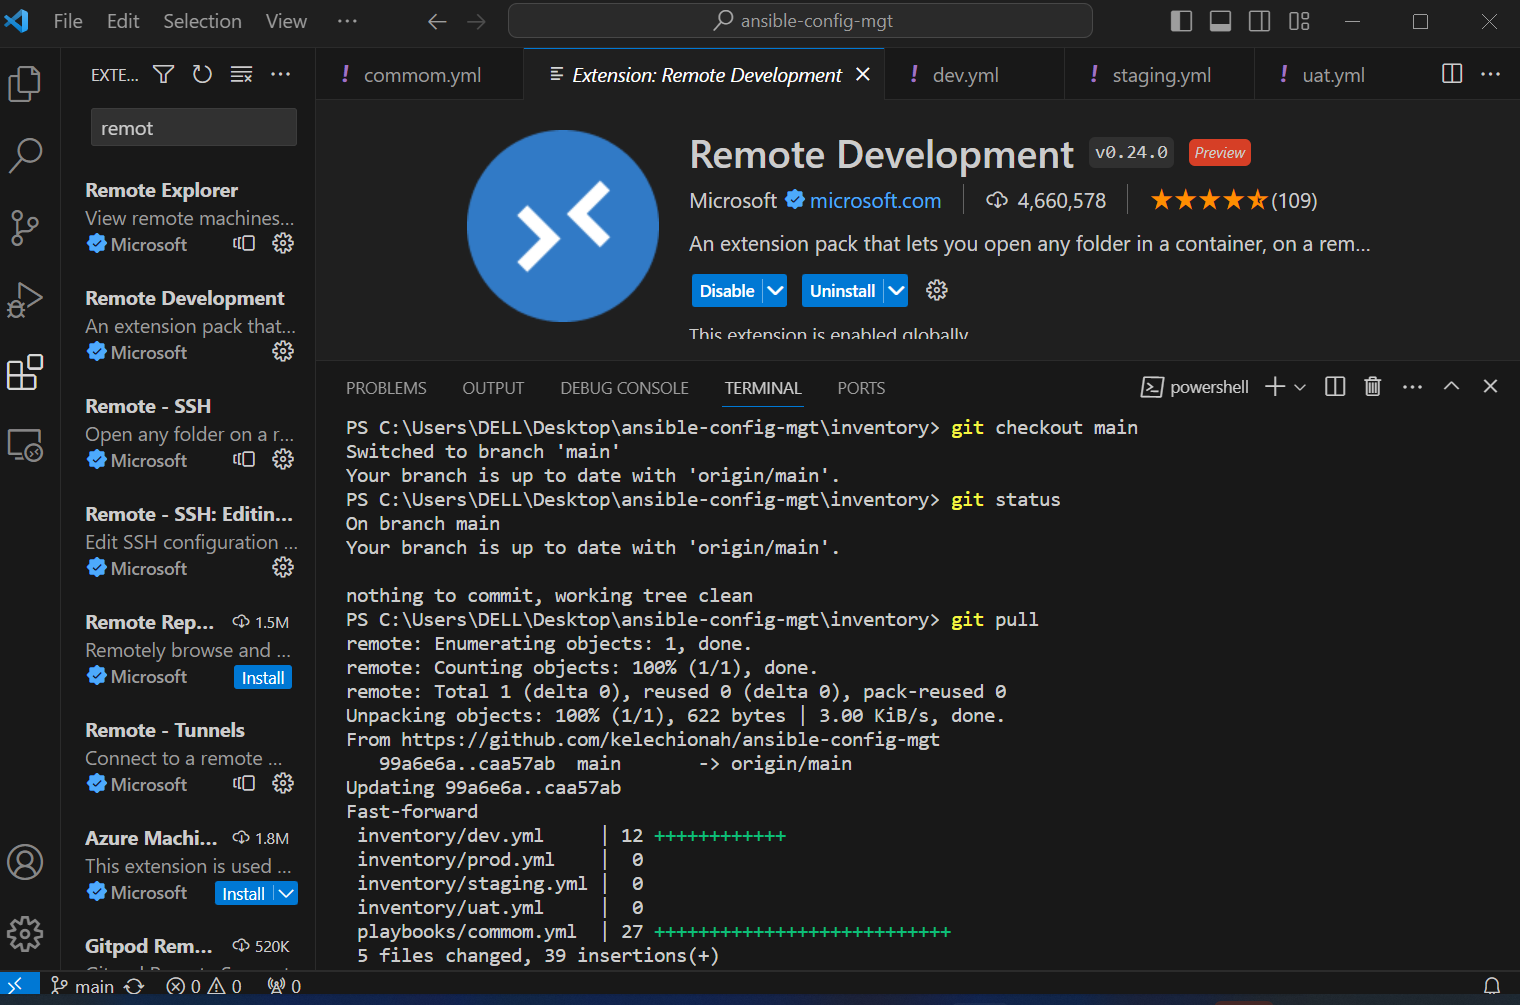 File Edit Selection View ···
ansible-config-mgt
EXTE...
remot
Remote Explorer
View remote machines...
Microsoft
Remote Development
An extension pack that...
Microsoft
Remote - SSH
Open any folder on a r...
Microsoft
Remote - SSH: Editin...
Edit SSH configuration ...
Microsoft
Remote Rep... 1.5M
Remotely browse and ...
Microsoft Install
Remote - Tunnels
Connect to a remote ...
Microsoft
Azure Machi... 1.8M
This extension is used ...
Microsoft Install
Gitpod Rem... 520K
! commom.yml Extension: Remote Development ! dev.yml ! staging.yml ! uat.yml
Remote Development v0.24.0 Preview
Microsoft microsoft.com 4,660,578 (109)
An extension pack that lets you open any folder in a container, on a rem...
Disable Uninstall
This extension is enabled globally
PROBLEMS OUTPUT DEBUG CONSOLE TERMINAL PORTS powershell
PS C:\Users\DELL\Desktop\ansible-config-mgt\inventory> git checkout main
Switched to branch 'main'
Your branch is up to date with 'origin/main'.
PS C:\Users\DELL\Desktop\ansible-config-mgt\inventory> git status
On branch main
Your branch is up to date with 'origin/main'.
nothing to commit, working tree clean
PS C:\Users\DELL\Desktop\ansible-config-mgt\inventory> git pull
remote: Enumerating objects: 1, done.
remote: Counting objects: 100% (1/1), done.
remote: Total 1 (delta 0), reused 0 (delta 0), pack-reused 0
Unpacking objects: 100% (1/1), 622 bytes | 3.00 KiB/s, done.
From https://github.com/kelechionah/ansible-config-mgt
99a6e6a..caa57ab main -> origin/main
Updating 99a6e6a..caa57ab
Fast-forward
inventory/dev.yml | 12 ++++++++++++
inventory/prod.yml | 0
inventory/staging.yml | 0
inventory/uat.yml | 0
playbooks/commom.yml | 27 +++++++++++++++++++++++++++
5 files changed, 39 insertions(+)
main 0 0 0